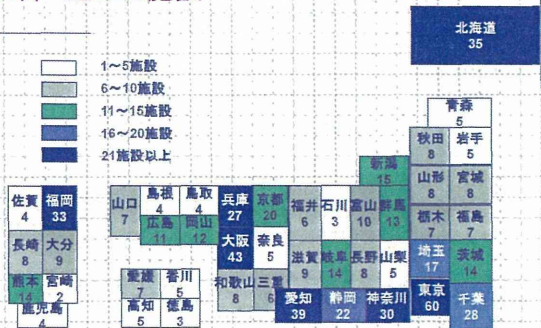 北海道
35
1～5施設
6～10施設
11～15施設
16～20施設
21施設以上
青森
5
秋田
8
岩手
5
新潟
15
山形
8
宮城
8
佐賀
4
福岡
33
山口
7
島根
4
鳥取
4
兵庫
27
京都
20
福井
6
石川
3
富山
10
群馬
13
栃木
7
福島
7
広島
11
岡山
12
長崎
8
大分
9
大阪
43
奈良
5
滋賀
9
岐阜
14
長野
8
山梨
5
埼玉
17
茨城
14
熊本
14
宮崎
2
愛媛
7
香川
5
和歌山
8
三重
6
愛知
39
静岡
22
神奈川
30
東京
60
千葉
28
鹿児島
4
高知
5
徳島
3